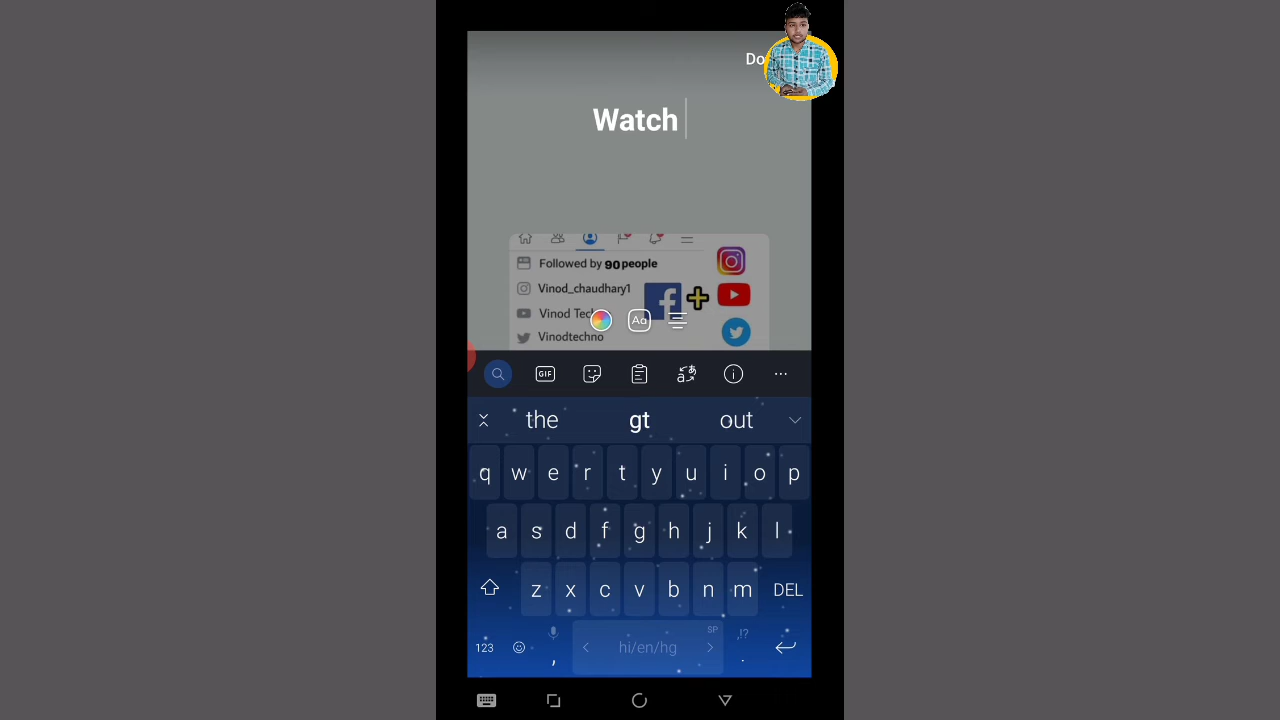 Do
Watch
Followed by 90 people
Vinod_chaudhary1
Vinod Tec
Vinodtechno
GIF
the gt out
q w e r t y u i o p
a s d f g h j k l
z x c v b n m DEL
SP ,!?
123 , < hi/en/hg > .